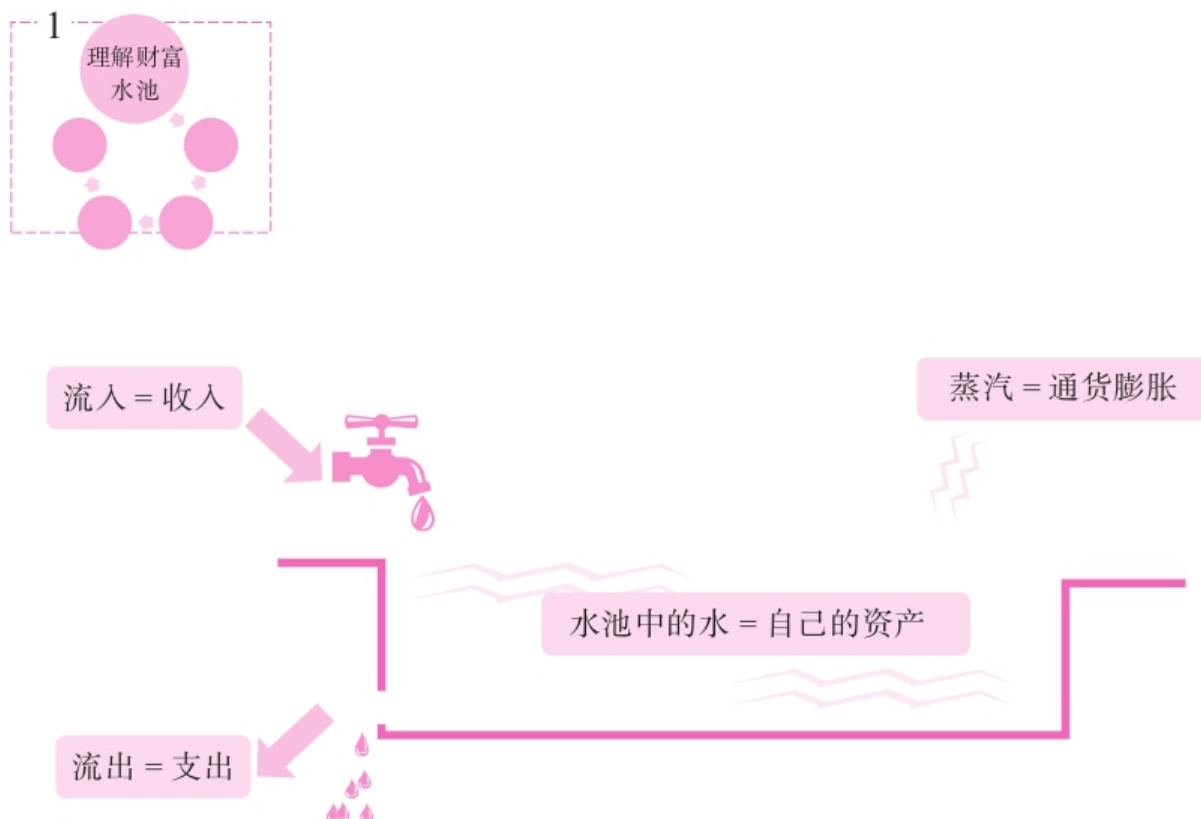 1
理解财富
水池
流入 = 收入
蒸汽 = 通货膨胀
水池中的水 = 自己的资产
流出 = 支出